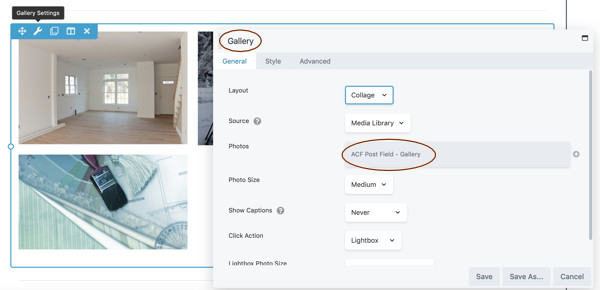 Gallery Settings
Gallery
General Style Advanced
Layout Collage
Source Media Library
Photos ACF Post Field - Gallery
Photo Size Medium
Show Captions Never
Click Action Lightbox
Lightbox Photo Size
Save Save As... Cancel